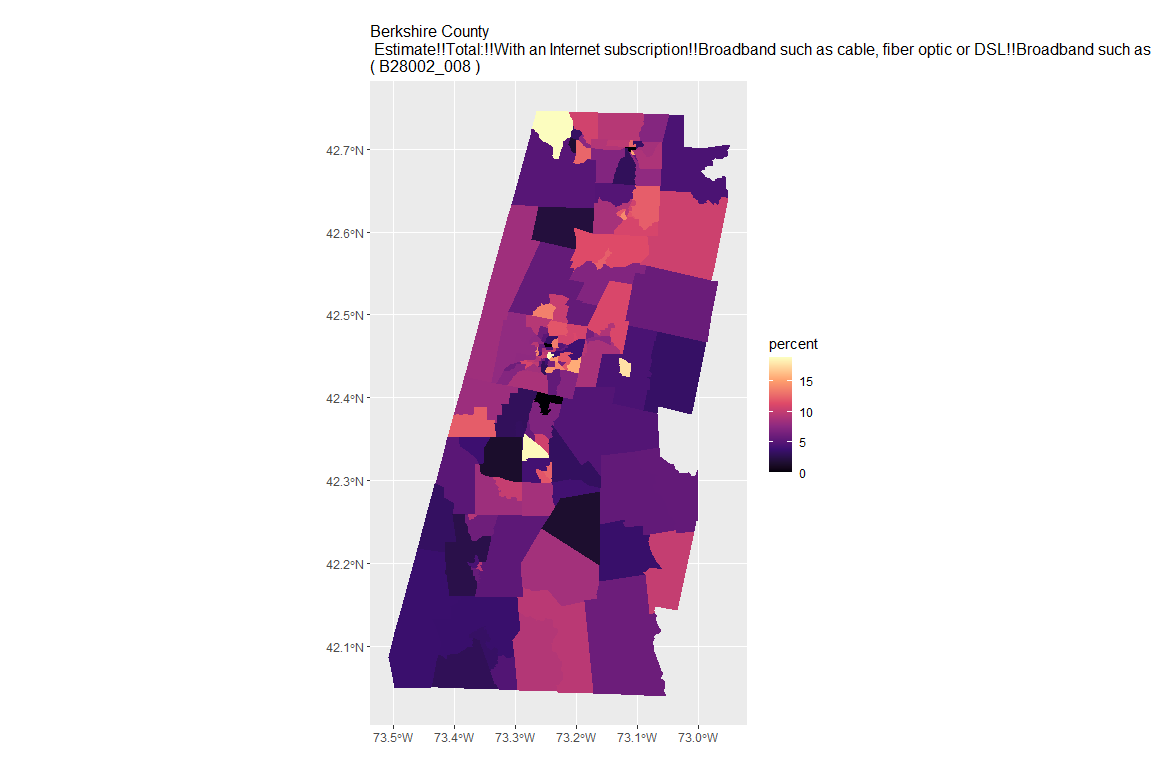 Berkshire County
Estimate!!Total:!!With an Internet subscription!!Broadband such as cable, fiber optic or DSL!!Broadband such as
( B28002_008 )
42.7°N
42.6°N
42.5°N
42.4°N
42.3°N
42.2°N
42.1°N
73.5°W 73.4°W 73.3°W 73.2°W 73.1°W 73.0°W
percent
15
10
5
0